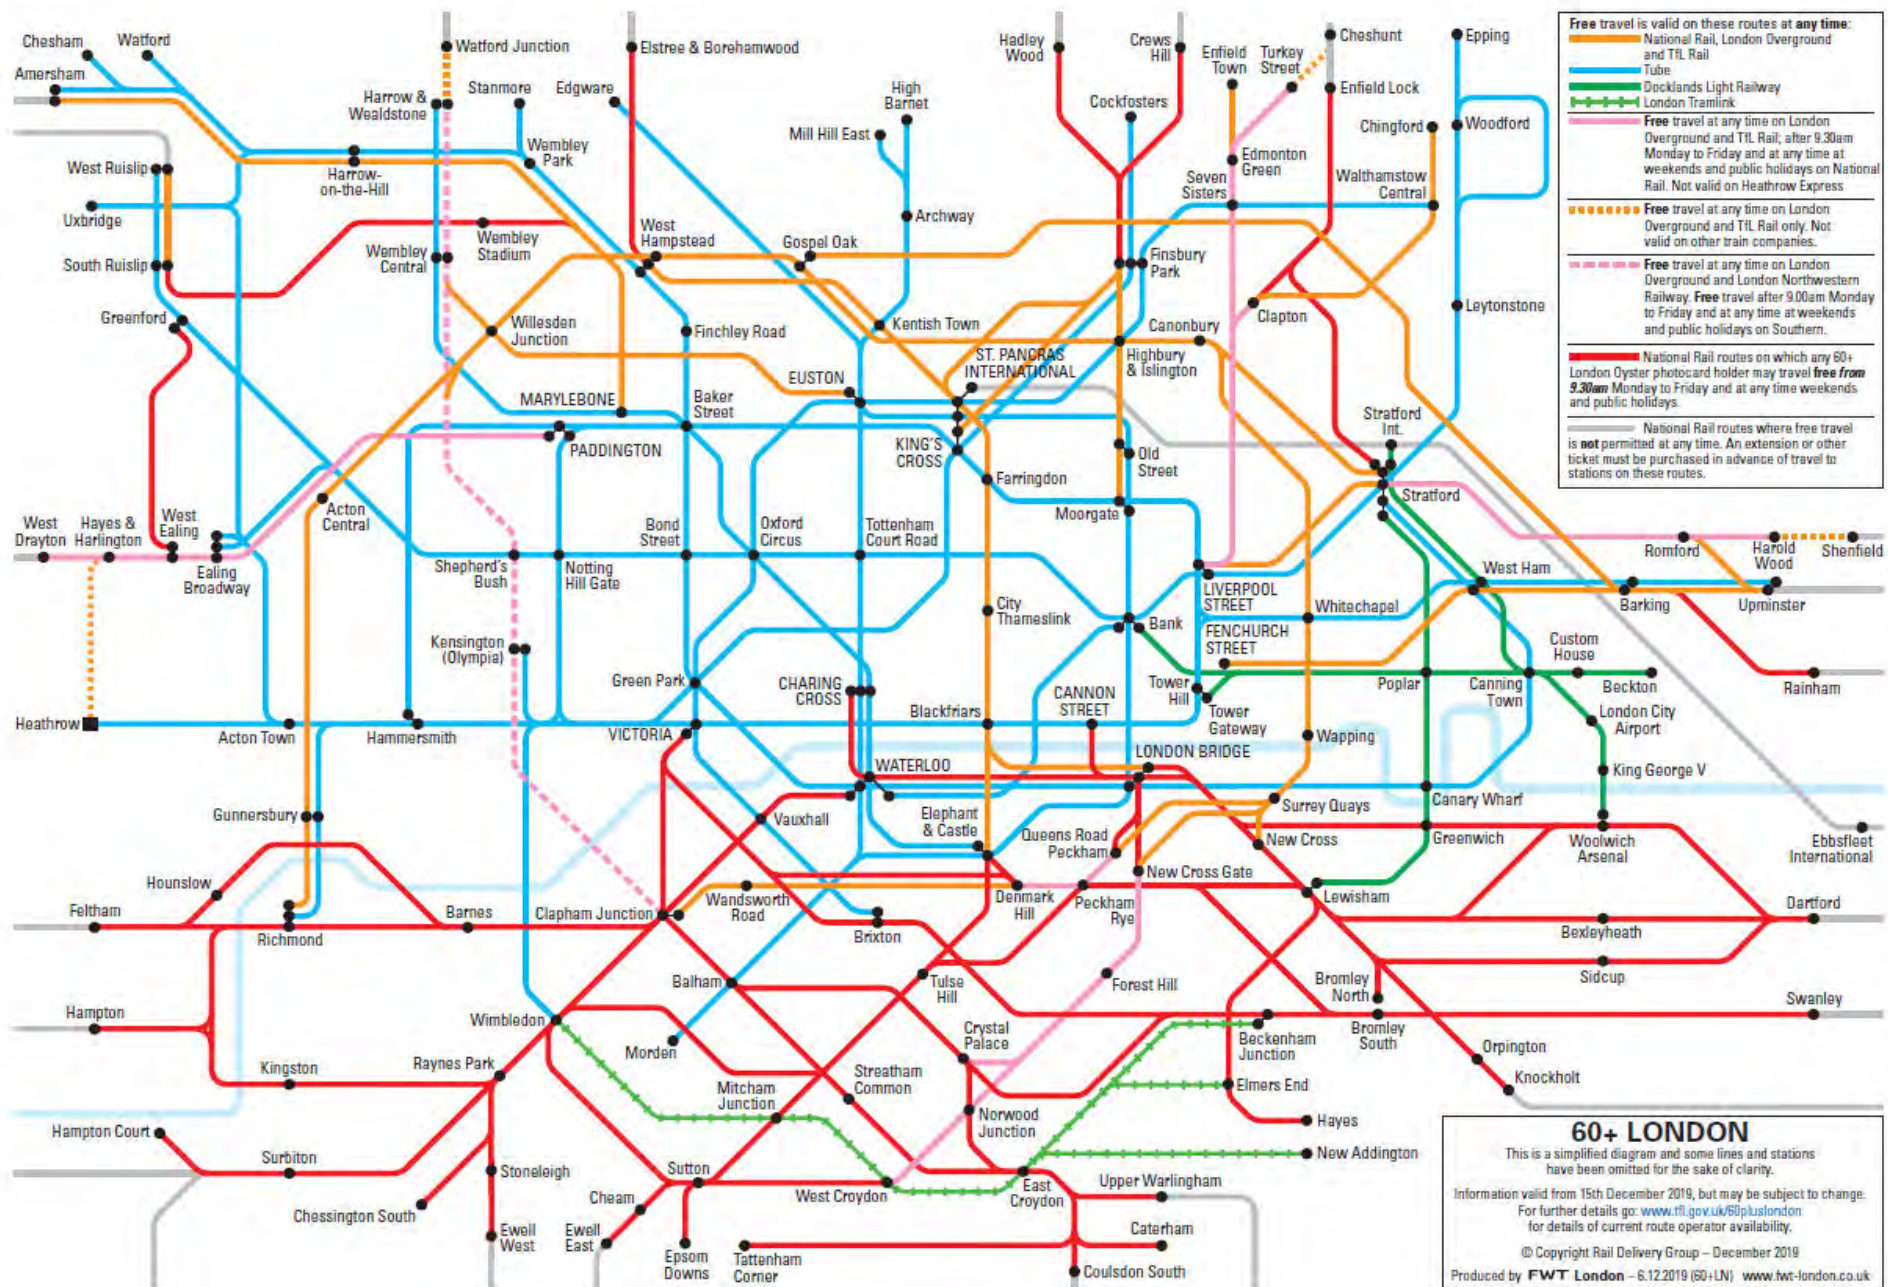 Chesham
Watford
Amersham
Watford Junction
Elstree & Borehamwood
Hadley
Wood
Crews
Hill
Enfield
Town
Turkey
Street
Cheshunt
Epping
Harrow &
Wealdstone
Stanmore
Edgware
High
Barnet
Cockfosters
Enfield Lock
Mill Hill East
Chingford
Woodford
West Ruislip
Harrow-
on-the-Hill
Wembley
Park
Edmonton
Green
Seven
Sisters
Walthamstow
Central
Uxbridge
Archway
West
Hampstead
Gospel Oak
Wembley
Central
Wembley
Stadium
Finsbury
Park
South Ruislip
Greenford
Willesden
Junction
Finchley Road
Kentish Town
Canonbury
Clapton
Leytonstone
ST. PANCRAS
INTERNATIONAL
Highbury
& Islington
EUSTON
MARYLEBONE
Baker
Street
Stratford
Int.
PADDINGTON
KING'S
CROSS
Old
Street
Farringdon
Stratford
Acton
Central
Moorgate
West
Drayton
Hayes &
Harlington
West
Ealing
Ealing
Broadway
Bond
Street
Oxford
Circus
Tottenham
Court Road
Romford
Harold
Wood
Shenfield
Shepherd's
Bush
Notting
Hill Gate
LIVERPOOL
STREET
West Ham
Barking
Upminster
City
Thameslink
Whitechapel
Bank
FENCHURCH
STREET
Kensington
(Olympia)
Custom
House
Green Park
CHARING
CROSS
CANNON
STREET
Tower
Hill
Poplar
Canning
Town
Beckton
Rainham
Heathrow
Acton Town
Hammersmith
VICTORIA
Blackfriars
Tower
Gateway
Wapping
London City
Airport
WATERLOO
LONDON BRIDGE
King George V
Gunnersbury
Vauxhall
Elephant
& Castle
Queens Road
Peckham
Surrey Quays
Canary Wharf
New Cross
Greenwich
Woolwich
Arsenal
Ebbsfleet
International
Hounslow
New Cross Gate
Feltham
Richmond
Barnes
Clapham Junction
Wandsworth
Road
Denmark
Hill
Peckham
Rye
Lewisham
Dartford
Brixton
Bexleyheath
Balham
Tulse
Hill
Forest Hill
Bromley
North
Sidcup
Hampton
Wimbledon
Morden
Crystal
Palace
Beckenham
Junction
Bromley
South
Swanley
Kingston
Raynes Park
Mitcham
Junction
Streatham
Common
Orpington
Knockholt
Elmers End
Norwood
Junction
Hayes
Hampton Court
Surbiton
Stoneleigh
Sutton
West Croydon
East
Croydon
New Addington
Upper Warlingham
Chessington South
Cheam
Ewell
West
Ewell
East
Epsom
Downs
Tattenham
Corner
Caterham
Coulsdon South
Free travel is valid on these routes at any time:
National Rail, London Overground
and TfL Rail
Tube
Docklands Light Railway
London Tramlink
Free travel at any time on London
Overground and TfL Rail; after 9.30am
Monday to Friday and at any time at
weekends and public holidays on National
Rail. Not valid on Heathrow Express
Free travel at any time on London
Overground and TfL Rail only. Not
valid on other train companies.
Free travel at any time on London
Overground and London Northwestern
Railway. Free travel after 9.00am Monday
to Friday and at any time at weekends
and public holidays on Southern.
National Rail routes on which any 60+
London Oyster photocard holder may travel free from
9.30am Monday to Friday and at any time weekends
and public holidays.
National Rail routes where free travel
is not permitted at any time. An extension or other
ticket must be purchased in advance of travel to
stations on these routes.
60+ LONDON
This is a simplified diagram and some lines and stations
have been omitted for the sake of clarity.
Information valid from 15th December 2019, but may be subject to change.
For further details go: www.tfl.gov.uk/60pluslondon
for details of current route operator availability.
© Copyright Rail Delivery Group – December 2019
Produced by FWT London – 6.12.2019 (60+LN) www.fwt-london.co.uk